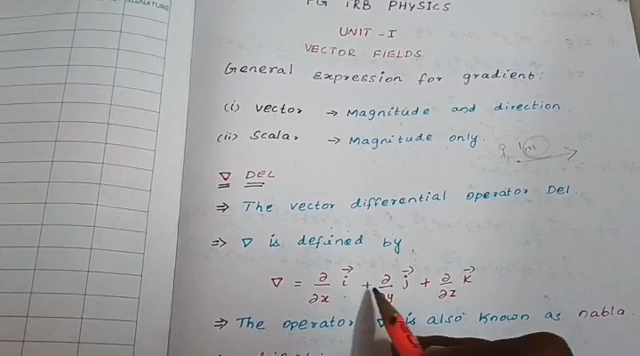 SIGNATURE
PG TRB PHYSICS
UNIT - I
VECTOR FIELDS
General Expression for gradient:
(i) Vector → Magnitude and direction.
(ii) Scalar → Magnitude only.
∇ DEL
⇒ The vector differential operator Del.
⇒ ∇ is defined by,
∇ = ∂/∂x i⃗ + ∂/∂y j⃗ + ∂/∂z k⃗
⇒ The operator ∇ is also known as nabla.